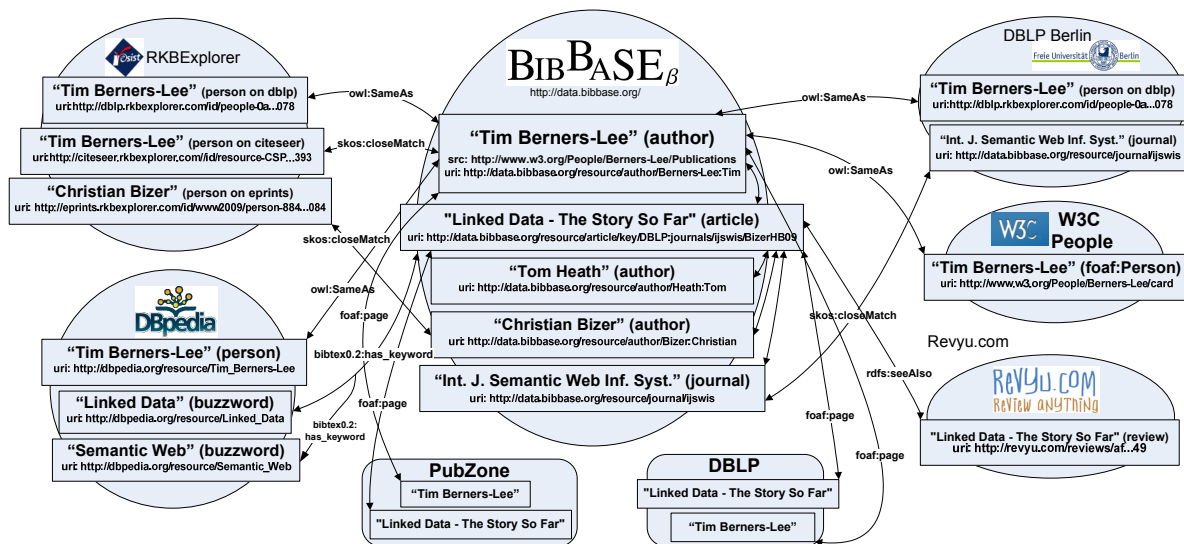 RKBExplorer
“Tim Berners-Lee” (person on dblp)
uri:http://dblp.rkbexplorer.com/id/people-0a...078
“Tim Berners-Lee” (person on citeseer)
uri:http://citeseer.rkbexplorer.com//id/resource-CSP...393
“Christian Bizer” (person on eprints)
uri: http://eprints.rkbexplorer.com/id/www2009/person-884...084
DBpedia
“Tim Berners-Lee” (person)
uri: http://dbpedia.org/resource/Tim_Berners-Lee
“Linked Data” (buzzword)
uri: http://dbpedia.org/resource/Linked_Data
“Semantic Web” (buzzword)
uri: http://dbpedia.org/resource/Semantic_Web
owl:SameAs
skos:closeMatch
skos:closeMatch
owl:SameAs
foaf:page
bibtex0.2:has_keyword
foaf:page
bibtex0.2:
has_keyword
BIBBASE β
http://data.bibbase.org/
“Tim Berners-Lee” (author)
src: http://www.w3.org/People/Berners-Lee/Publications
uri: http://data.bibbase.org/resource/author/Berners-Lee:Tim
"Linked Data - The Story So Far" (article)
uri: http://data.bibbase.org/resource/article/key/DBLP:journals/ijswis/BizerHB09
“Tom Heath” (author)
uri: http://data.bibbase.org/resource/author/Heath:Tom
“Christian Bizer” (author)
uri: http://data.bibbase.org/resource/author/Bizer:Christian
“Int. J. Semantic Web Inf. Syst.” (journal)
uri: http://data.bibbase.org/resource/journal/ijswis
PubZone
“Tim Berners-Lee”
"Linked Data - The Story So Far"
DBLP
"Linked Data - The Story So Far"
“Tim Berners-Lee”
owl:SameAs
owl:SameAs
skos:closeMatch
rdfs:seeAlso
foaf:page
foaf:page
DBLP Berlin
Freie Universität Berlin
“Tim Berners-Lee” (person on dblp)
uri:http://dblp.rkbexplorer.com/id/people-0a...078
“Int. J. Semantic Web Inf. Syst.” (journal)
uri:http://data.bibbase.org/resource/journal/ijswis
W3C
W3C
People
“Tim Berners-Lee” (foaf:Person)
uri: http://www.w3.org/People/Berners-Lee/card
Revyu.com
ReVyu.com
Review anything
"Linked Data - The Story So Far" (review)
uri: http://revyu.com/reviews/af...49